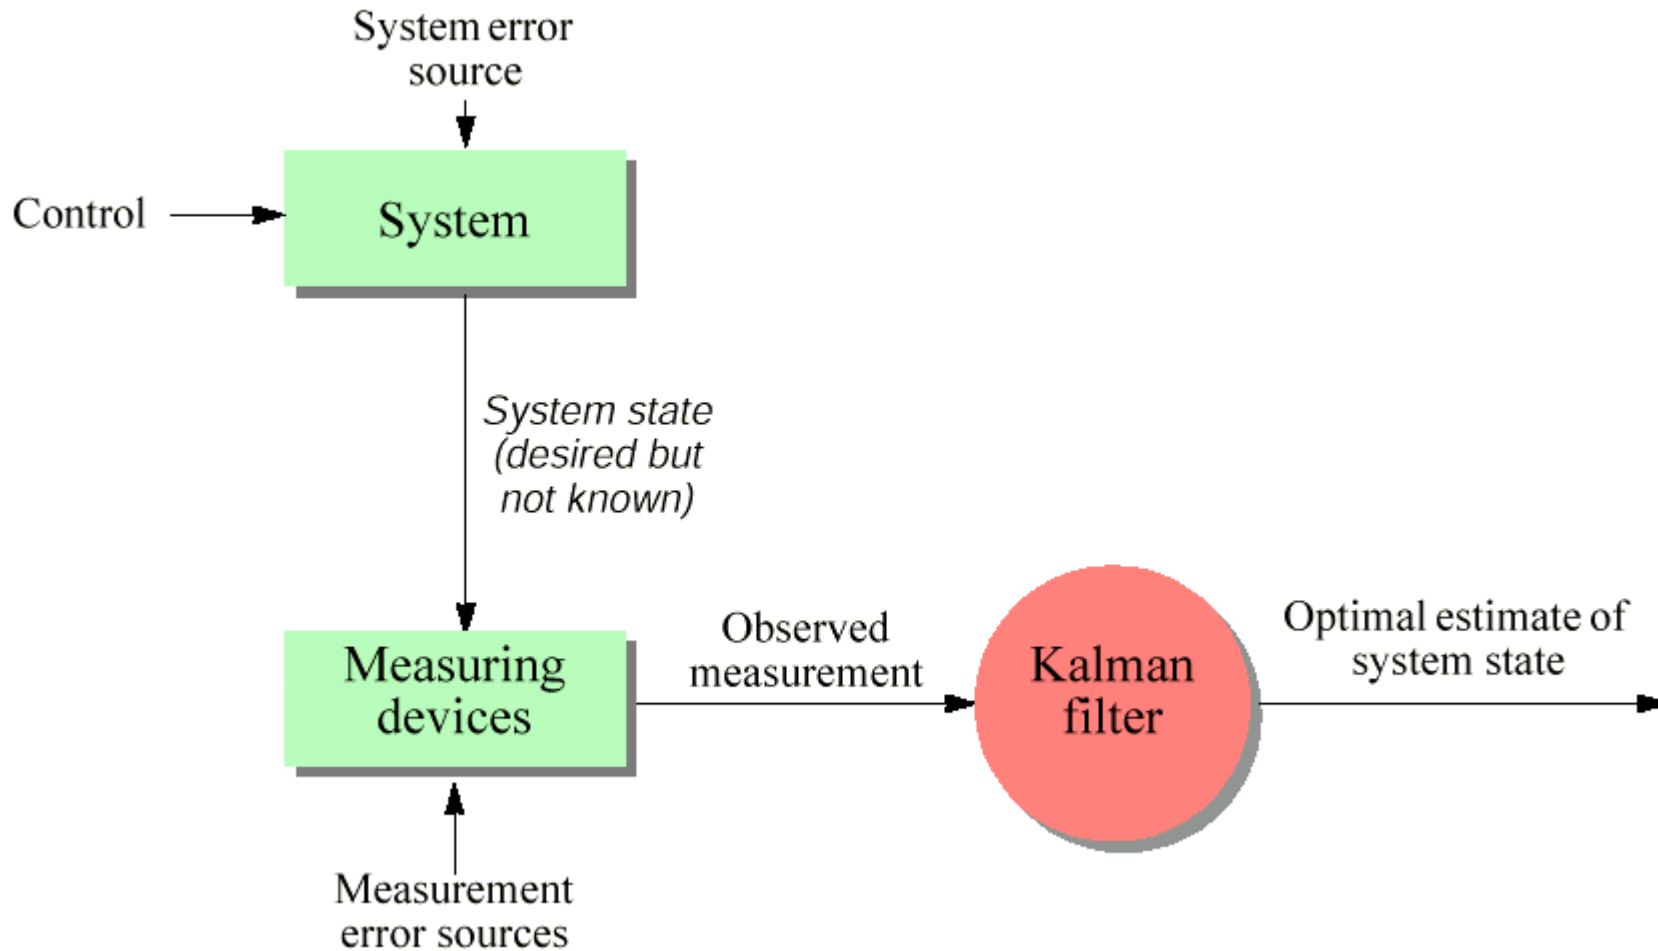 System error
source
Control
System
System state
(desired but
not known)
Measuring
devices
Observed
measurement
Kalman
filter
Optimal estimate of
system state
Measurement
error sources